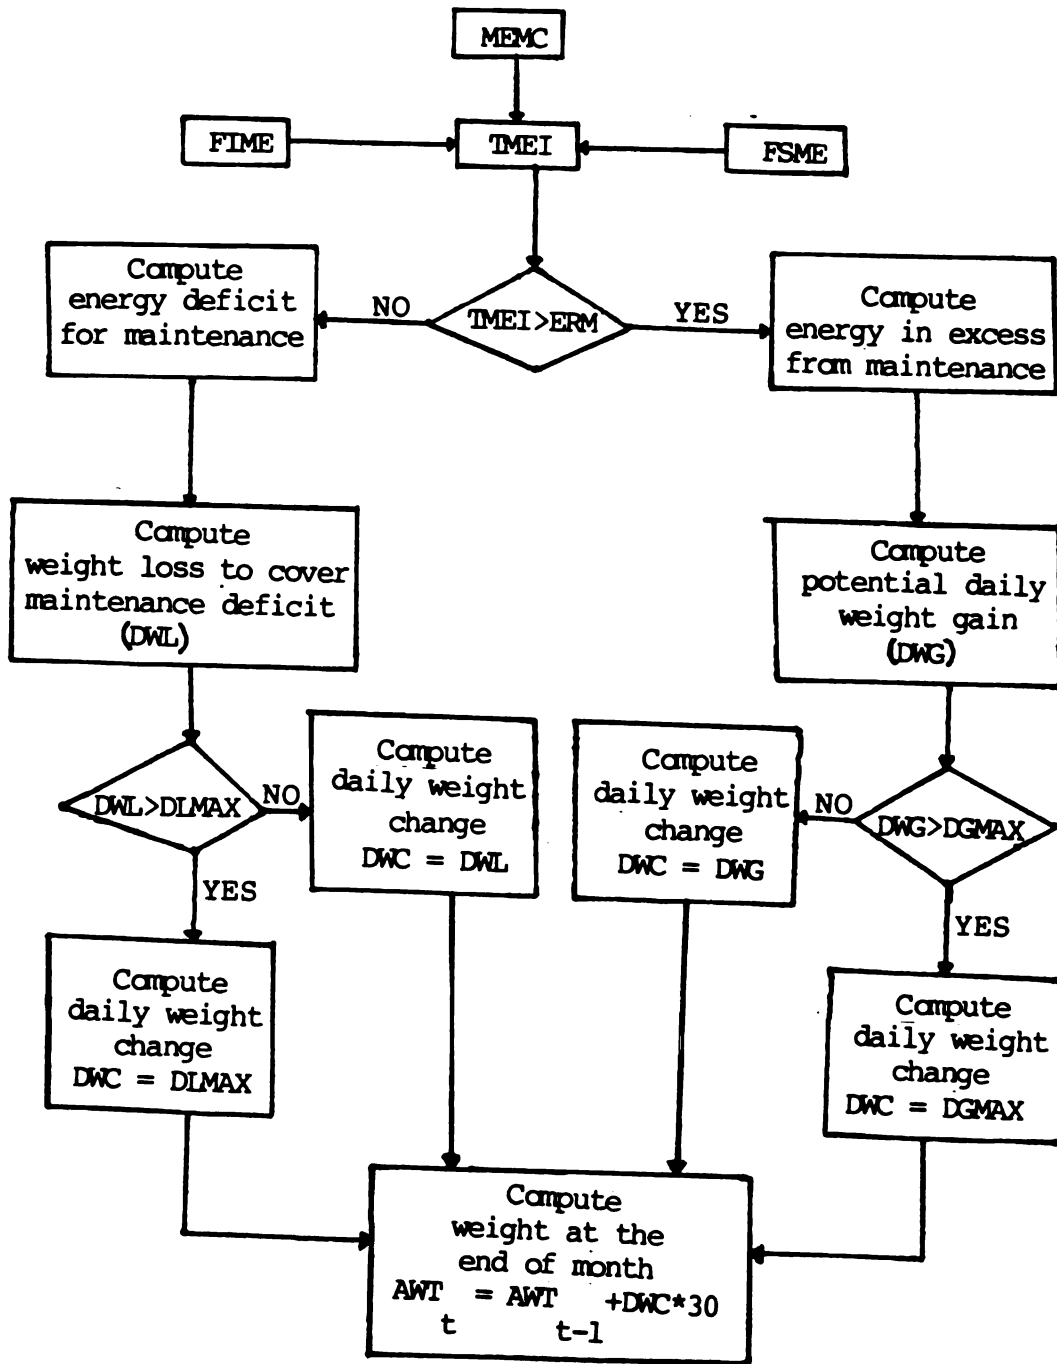 MEMC
FIME
TMEI
FSME
Compute
energy deficit
for maintenance
NO
TMEI>ERM
YES
Compute
energy in excess
from maintenance
Compute
weight loss to cover
maintenance deficit
(DWL)
Compute
potential daily
weight gain
(DWG)
DWL>DLMAX
NO
YES
Compute
daily weight
change
DWC = DWL
Compute
daily weight
change
DWC = DWG
NO
DWG>DGMAX
YES
Compute
daily weight
change
DWC = DLMAX
Compute
daily weight
change
DWC = DGMAX
Compute
weight at the
end of month
AWT = AWT +DWC*30
t t-1